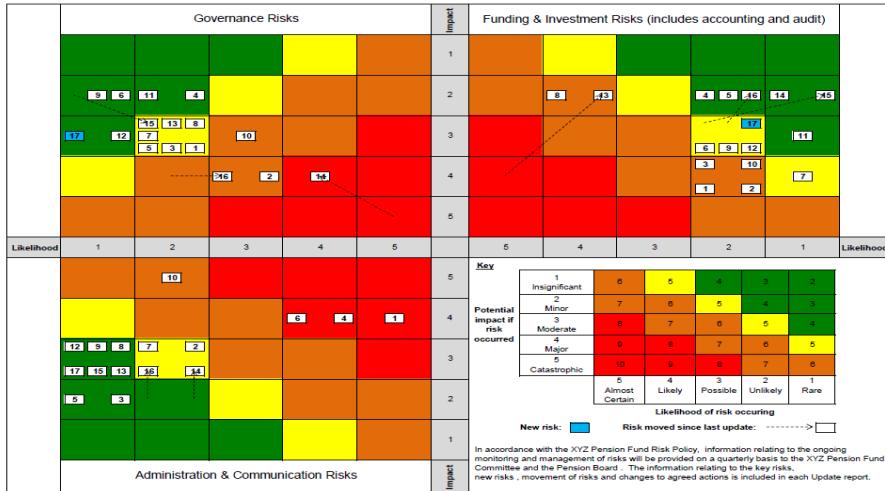 Governance Risks
Impact
Funding & Investment Risks (includes accounting and audit)
1
9 6 11 4
2
8 13 4 5 16 14 15
15 13 8
17
17 12 7 10
3
11
5 3 1
6 9 12
3 10
16 2 14
4
7
1 2
5
Likelihood 1 2 3 4 5 5 4 3 2 1 Likelihood
10
5
6 4 1
4
12 9 8 7 2
3
17 15 13 16 14
5 3
2
1
Impact
Administration & Communication Risks
Key
Potential impact if risk occurred
1 Insignificant 6 5 4 3 2
2 Minor 7 6 5 4 3
3 Moderate 8 7 6 5 4
4 Major 9 8 7 6 5
5 Catastrophic 10 9 8 7 6
5 Almost Certain
4 Likely
3 Possible
2 Unlikely
1 Rare
Likelihood of risk occuring
New risk:
Risk moved since last update:
In accordance with the XYZ Pension Fund Risk Policy, information relating to the ongoing
monitoring and management of risks will be provided on a quarterly basis to the XYZ Pension Fund
Committee and the Pension Board . The information relating to the key risks,
new risks , movement of risks and changes to agreed actions is included in each Update report.